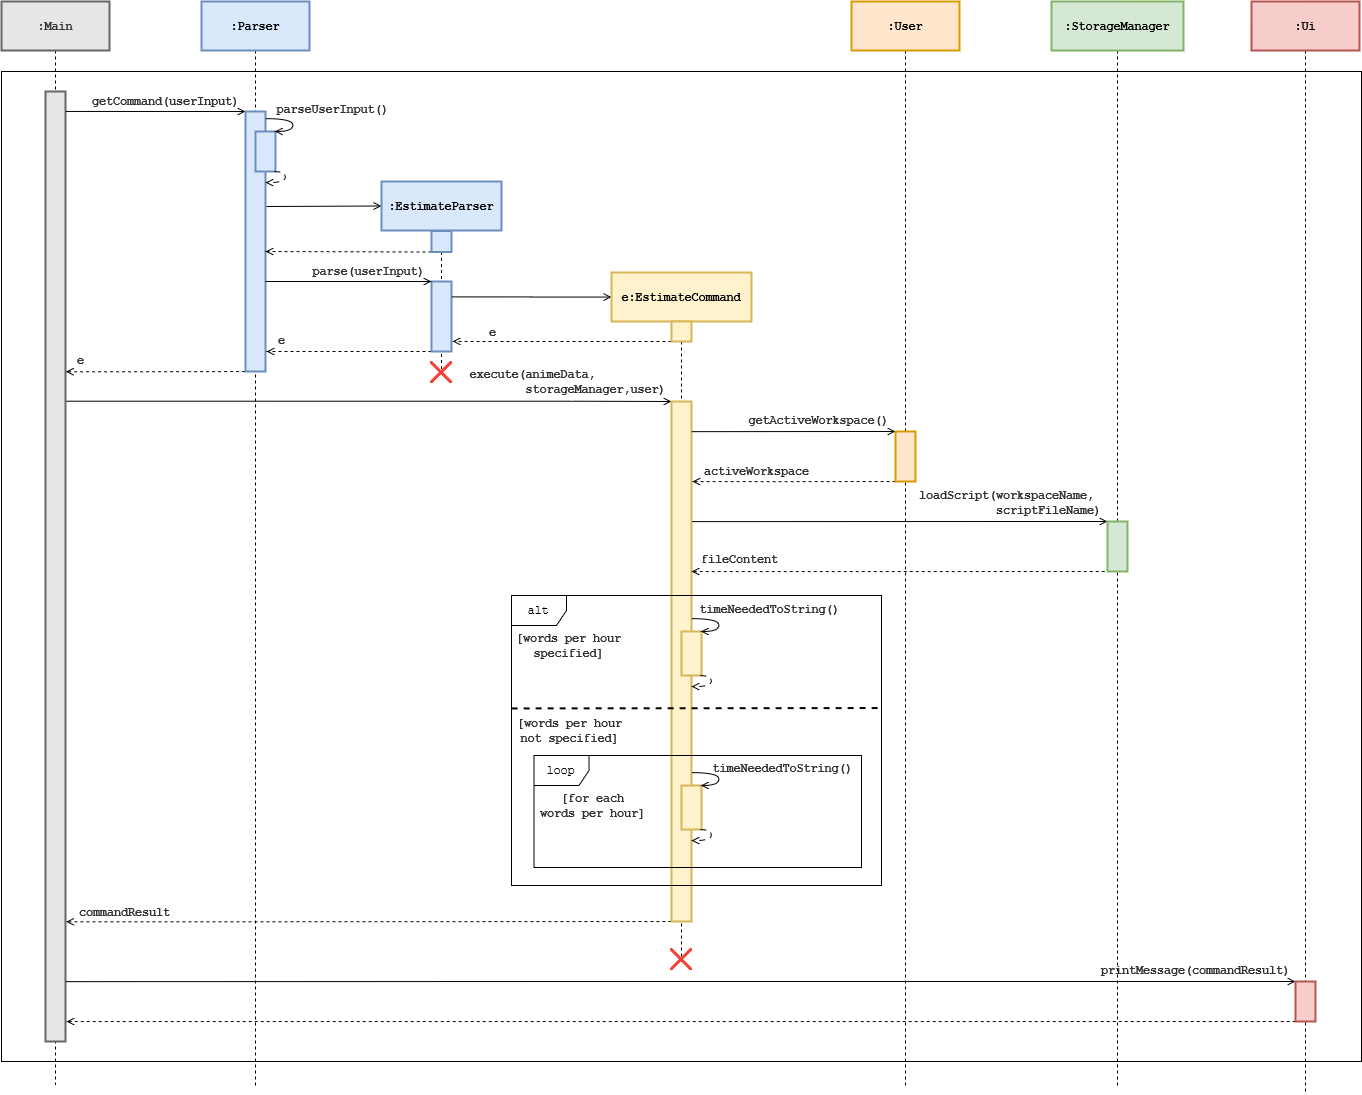 :Main
:Parser
:User
:StorageManager
:Ui
getCommand(userInput)
parseUserInput()
:EstimateParser
parse(userInput)
e:EstimateCommand
e
e
e
execute(animeData,
storageManager,user)
getActiveWorkspace()
activeWorkspace
loadScript(workspaceName,
scriptFileName)
fileContent
alt
timeNeededToString()
[words per hour
specified]
[words per hour
not specified]
loop
timeNeededToString()
[for each
words per hour]
commandResult
printMessage(commandResult)